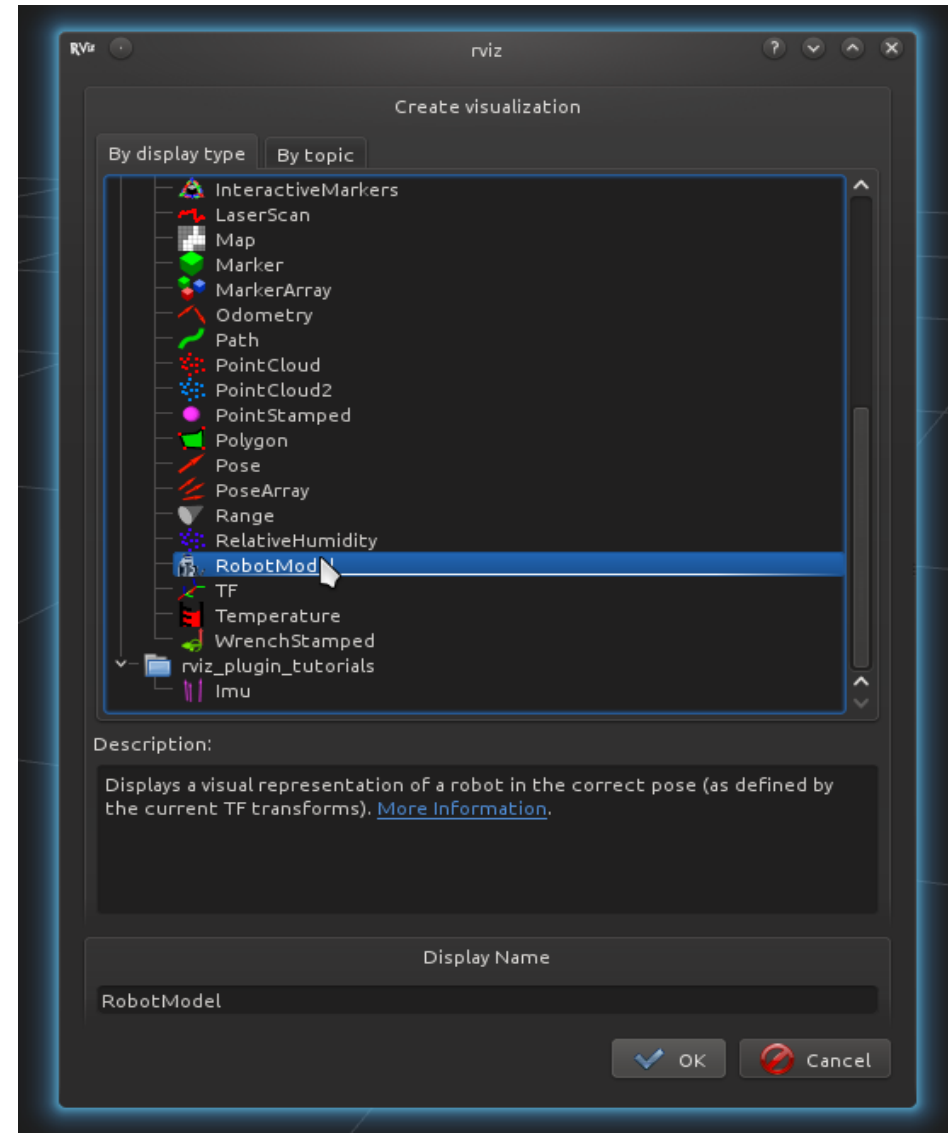 RViz
rviz
Create visualization
By display type
By topic
InteractiveMarkers
LaserScan
Map
Marker
MarkerArray
Odometry
Path
PointCloud
PointCloud2
PointStamped
Polygon
Pose
PoseArray
Range
RelativeHumidity
RobotModel
TF
Temperature
WrenchStamped
rviz_plugin_tutorials
Imu
Description:
Displays a visual representation of a robot in the correct pose (as defined by
the current TF transforms). More Information.
Display Name
RobotModel
OK
Cancel